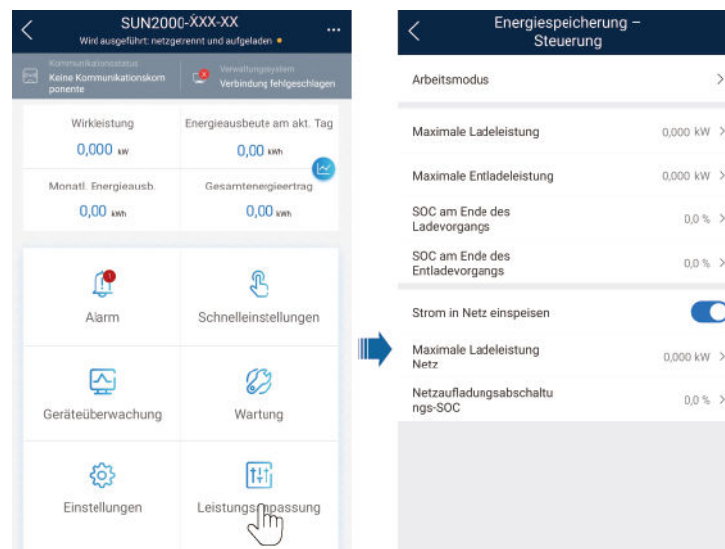 SUN2000-XXX-XX
Wird ausgeführt: netzgetrennt und aufgeladen
Kommunikationsstatus
Keine Kommunikationskom
ponente
Verwaltungssystem
Verbindung fehlgeschlagen
Wirkleistung
0,000 kW
Energieausbeute am akt. Tag
0,00 kWh
Monatl. Energieausb.
0,00 kWh
Gesamtenergieertrag
0,00 kWh
Alarm
Schnelleinstellungen
Geräteüberwachung
Wartung
Einstellungen
Leistungsanpassung
Energiespeicherung –
Steuerung
Arbeitsmodus
Maximale Ladeleistung
0,000 kW
Maximale Entladeleistung
0,000 kW
SOC am Ende des
Ladevorgangs
0,0 %
SOC am Ende des
Entladevorgangs
0,0 %
Strom in Netz einspeisen
Maximale Ladeleistung
Netz
0,000 kW
Netzaufladungsabschaltu
ngs-SOC
0,0 %